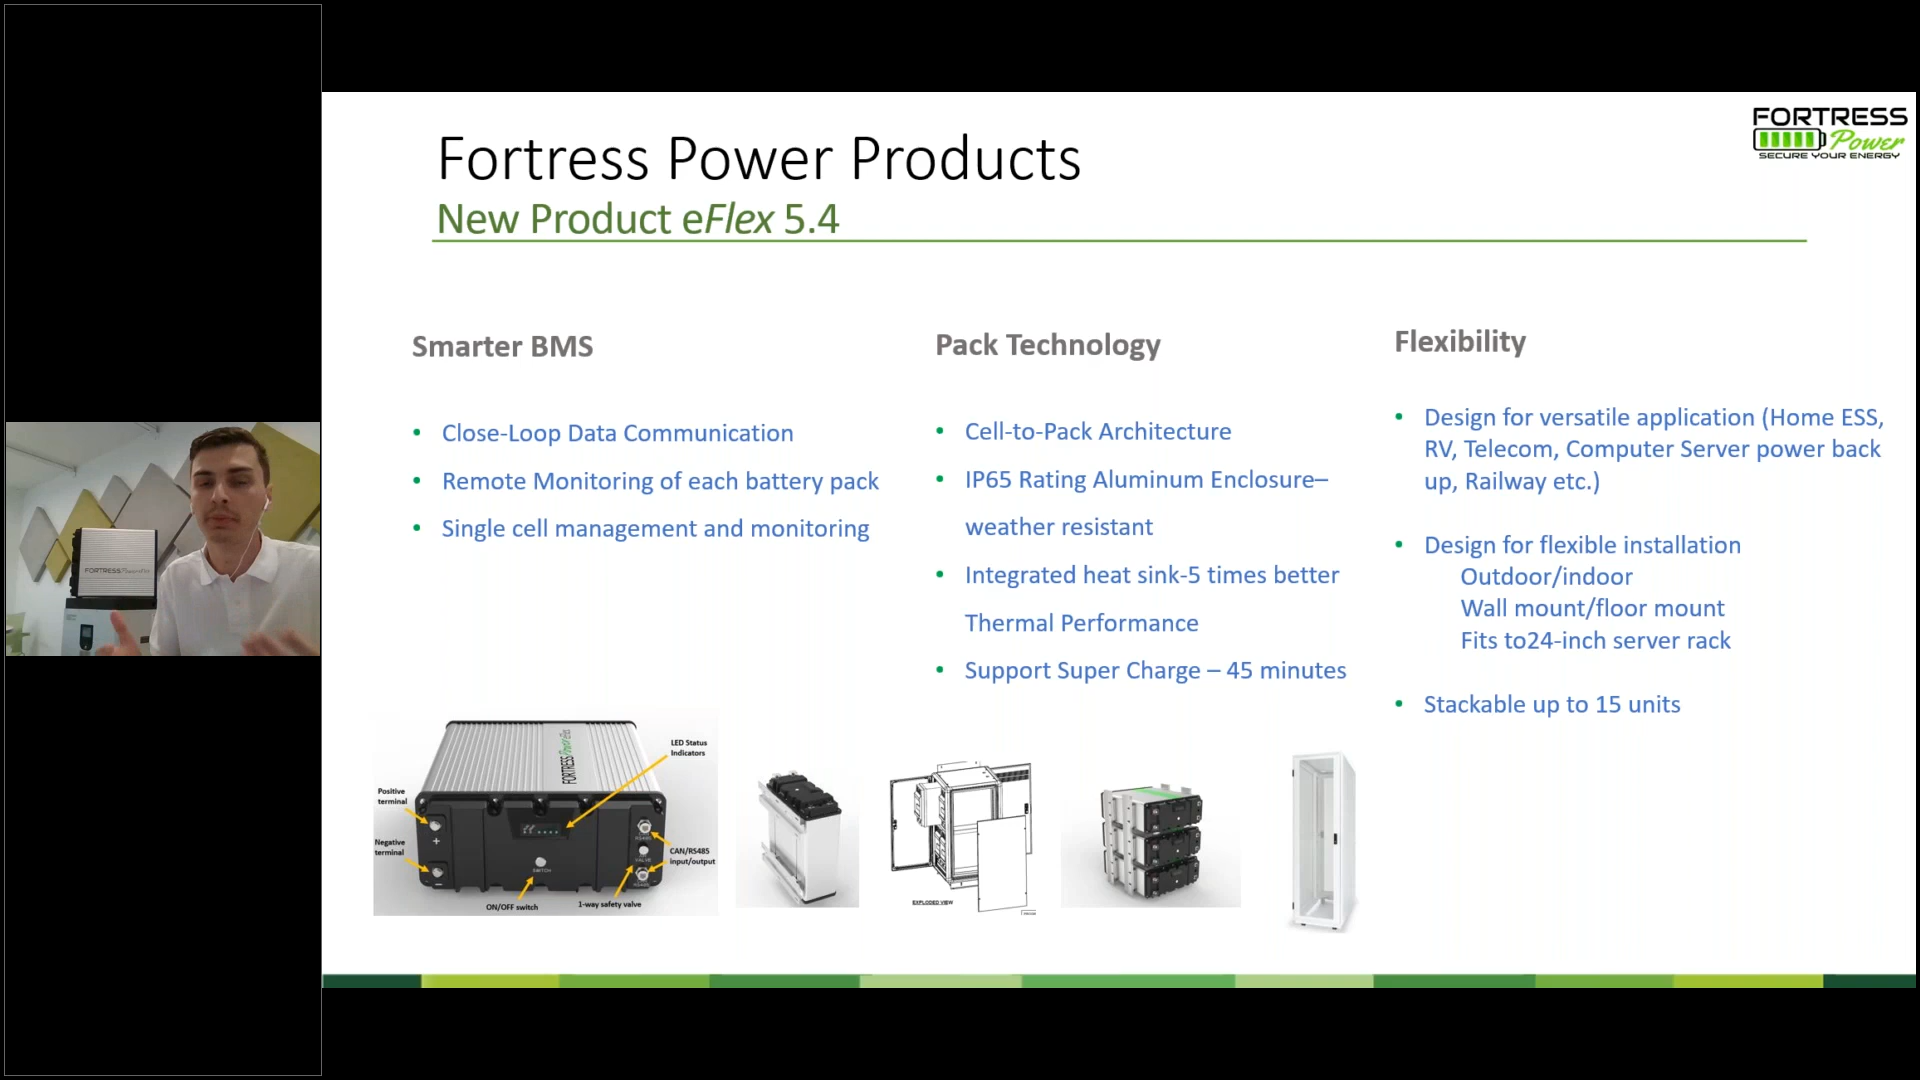 FORTRESS
Power
SECURE YOUR ENERGY
Fortress Power Products
New Product eFlex 5.4
Smarter BMS
Close-Loop Data Communication
Remote Monitoring of each battery pack
Single cell management and monitoring
Pack Technology
Cell-to-Pack Architecture
IP65 Rating Aluminum Enclosure–
weather resistant
Integrated heat sink-5 times better
Thermal Performance
Support Super Charge – 45 minutes
Flexibility
Design for versatile application (Home ESS,
RV, Telecom, Computer Server power back
up, Railway etc.)
Design for flexible installation
Outdoor/indoor
Wall mount/floor mount
Fits to24-inch server rack
Stackable up to 15 units
FORTRESS
LED Status
Indicators
Positive
terminal
Negative
terminal
CAN/RS485
input/output
ON/OFF switch
1-way safety valve
SWITCH
VALVE
FORTRESS Power
EXPLODED VIEW